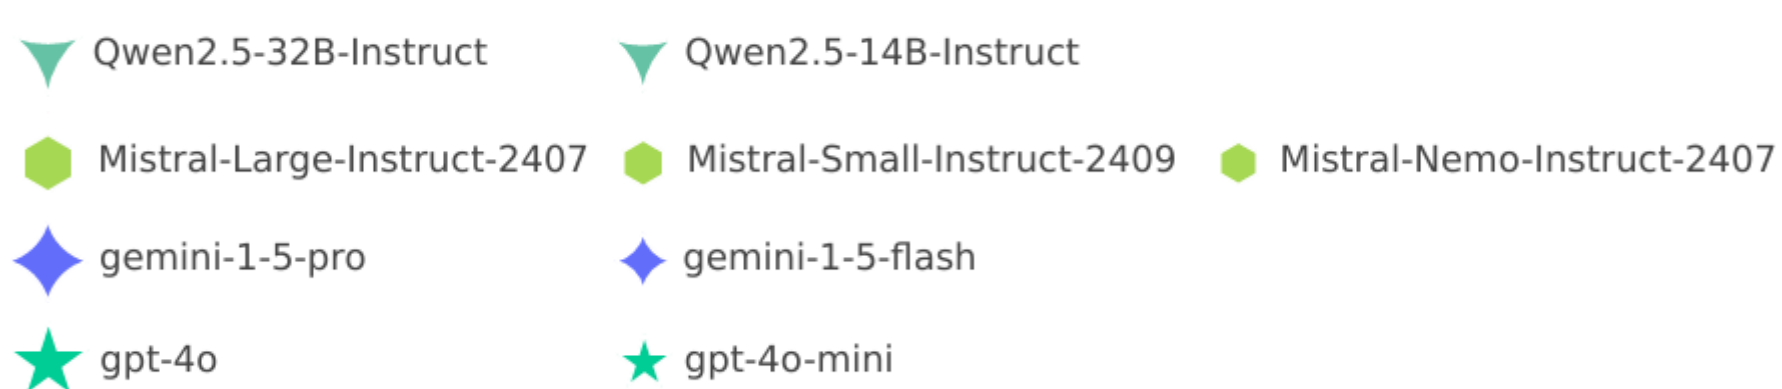 Qwen2.5-32B-Instruct Qwen2.5-14B-Instruct
Mistral-Large-Instruct-2407 Mistral-Small-Instruct-2409 Mistral-Nemo-Instruct-2407
gemini-1-5-pro gemini-1-5-flash
gpt-4o gpt-4o-mini